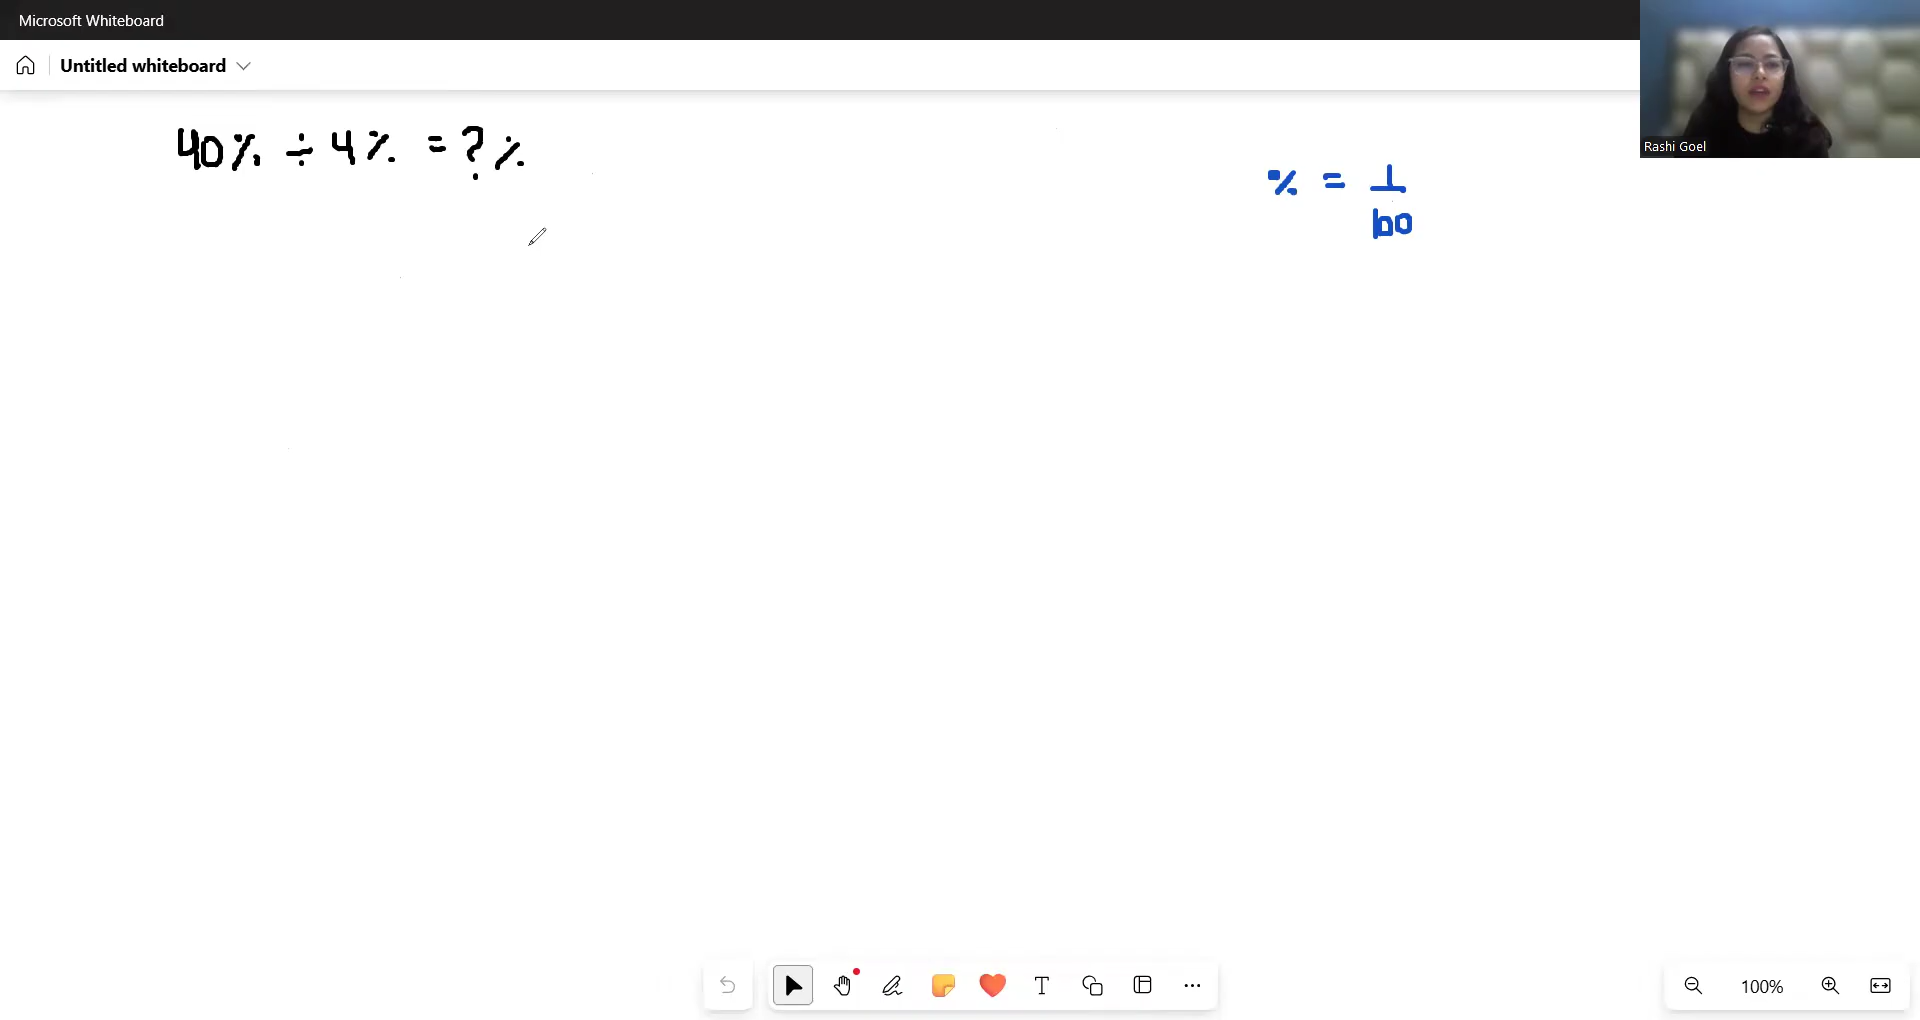 Microsoft Whiteboard
Untitled whiteboard
Rashi Goel
40% ÷ 4% = ? %
% = 1/100
100%